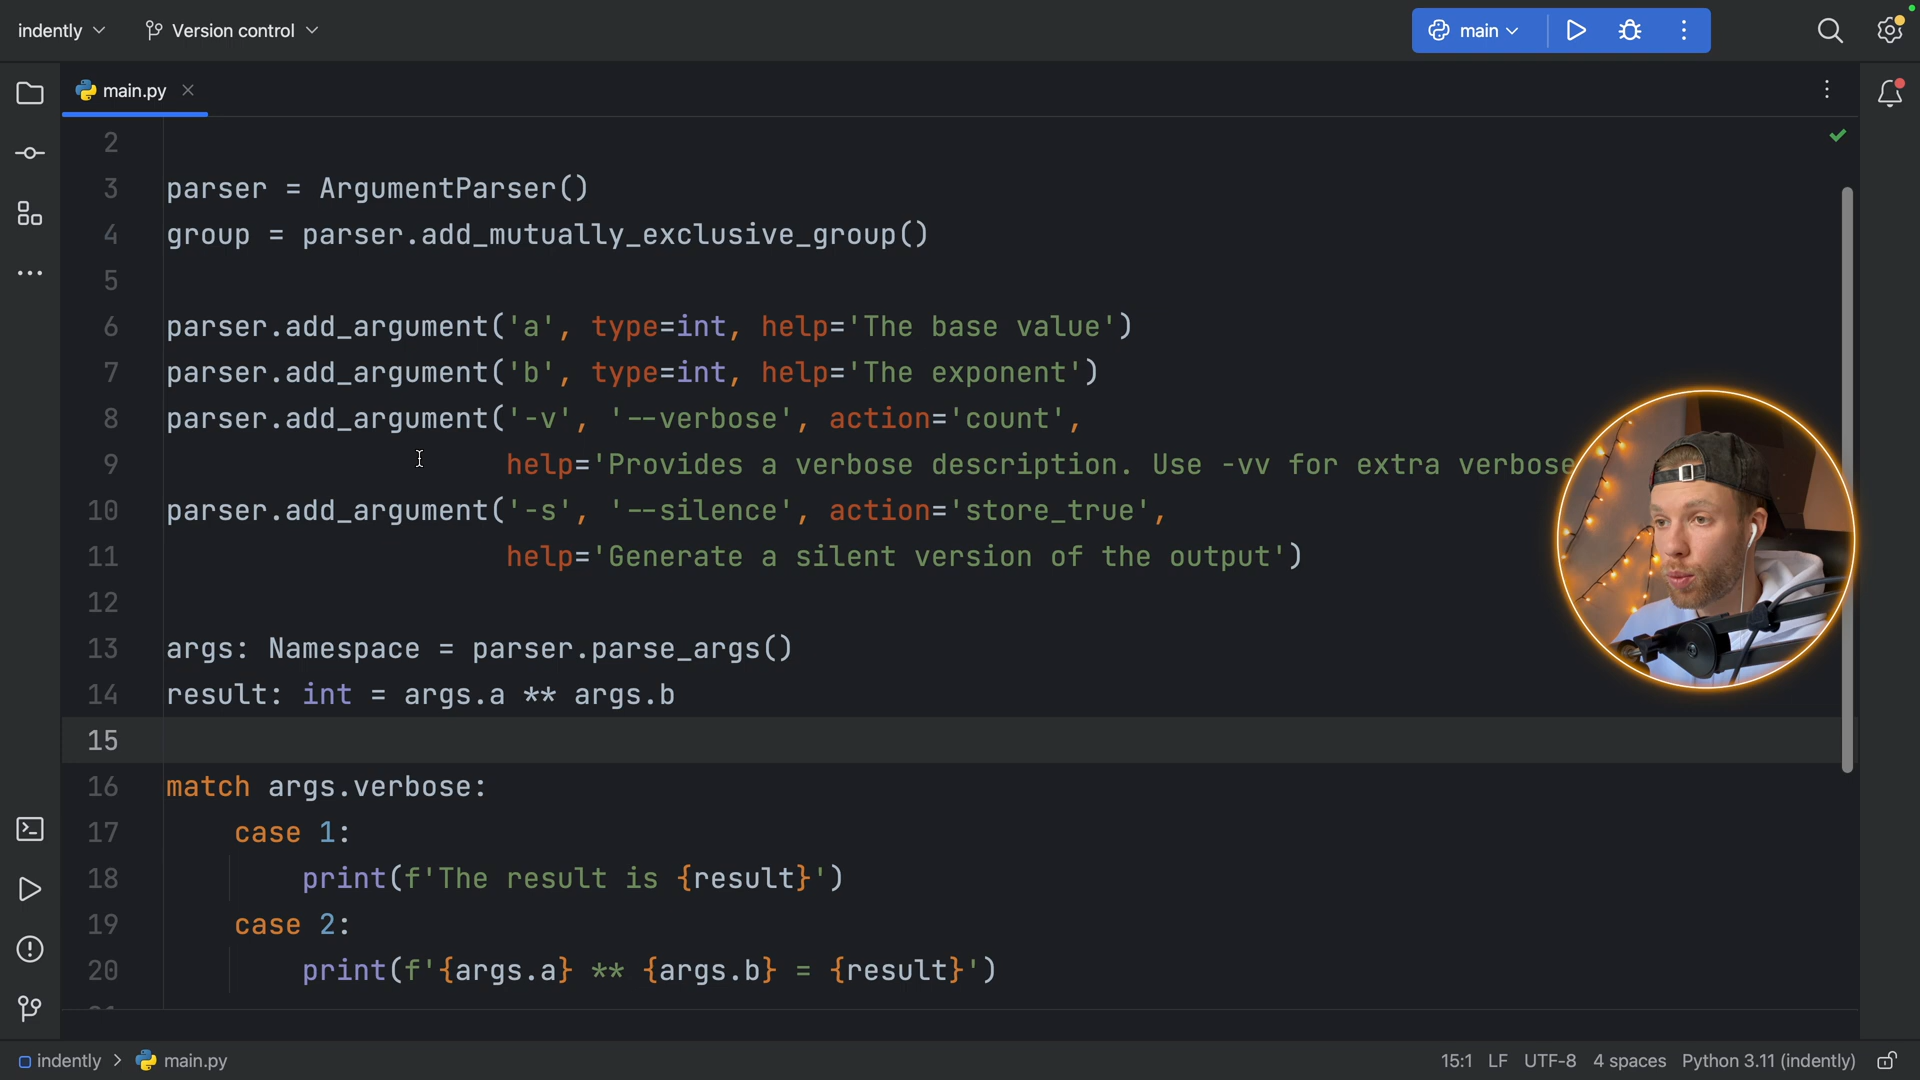 indently
Version control
main
main.py
2
3 parser = ArgumentParser()
4 group = parser.add_mutually_exclusive_group()
5
6 parser.add_argument('a', type=int, help='The base value')
7 parser.add_argument('b', type=int, help='The exponent')
8 parser.add_argument('-v', '--verbose', action='count',
9 help='Provides a verbose description. Use -vv for extra verbose
10 parser.add_argument('-s', '--silence', action='store_true',
11 help='Generate a silent version of the output')
12
13 args: Namespace = parser.parse_args()
14 result: int = args.a ** args.b
15
16 match args.verbose:
17 case 1:
18 print(f'The result is {result}')
19 case 2:
20 print(f'{args.a} ** {args.b} = {result}')
indently > main.py
15:1 LF UTF-8 4 spaces Python 3.11 (indently)